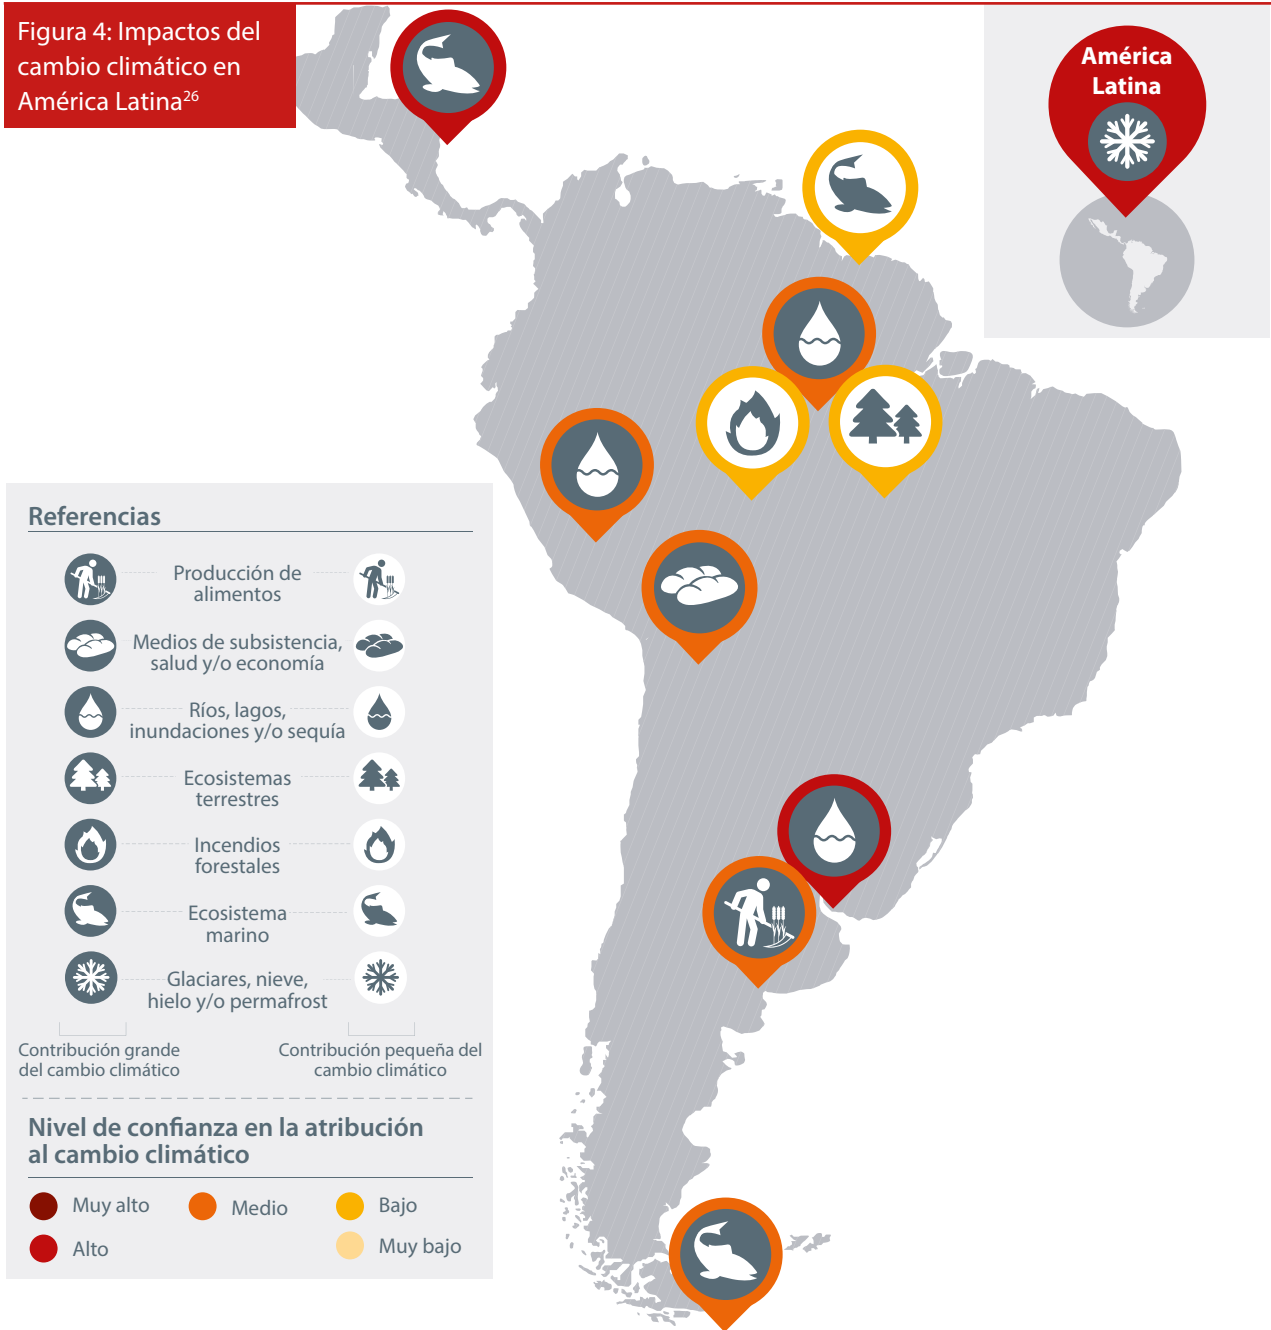 Figura 4: Impactos del
cambio climático en
América Latina26
América
Latina
Referencias
Producción de
alimentos
Medios de subsistencia,
salud y/o economía
Ríos, lagos,
inundaciones y/o sequía
Ecosistemas
terrestres
Incendios
forestales
Ecosistema
marino
Glaciares, nieve,
hielo y/o permafrost
Contribución grande
del cambio climático
Contribución pequeña del
cambio climático
Nivel de confianza en la atribución
al cambio climático
Muy alto
Medio
Bajo
Alto
Muy bajo